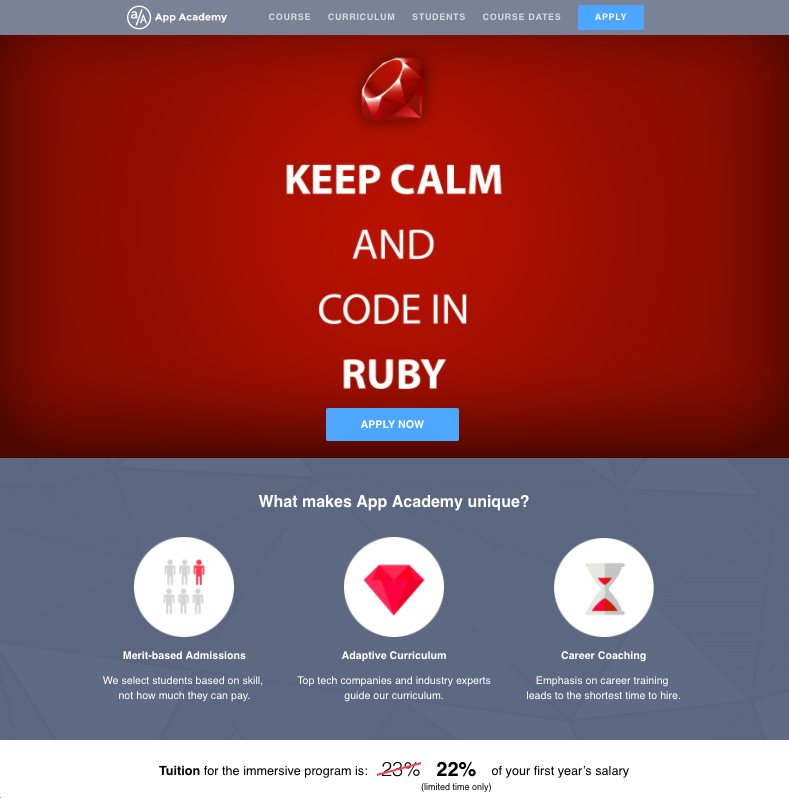 a/A App Academy COURSE CURRICULUM STUDENTS COURSE DATES APPLY
KEEP CALM
AND
CODE IN
RUBY
APPLY NOW
What makes App Academy unique?
Merit-based Admissions
We select students based on skill,
not how much they can pay.
Adaptive Curriculum
Top tech companies and industry experts
guide our curriculum.
Career Coaching
Emphasis on career training
leads to the shortest time to hire.
Tuition for the immersive program is: 23% 22% of your first year's salary
(limited time only)